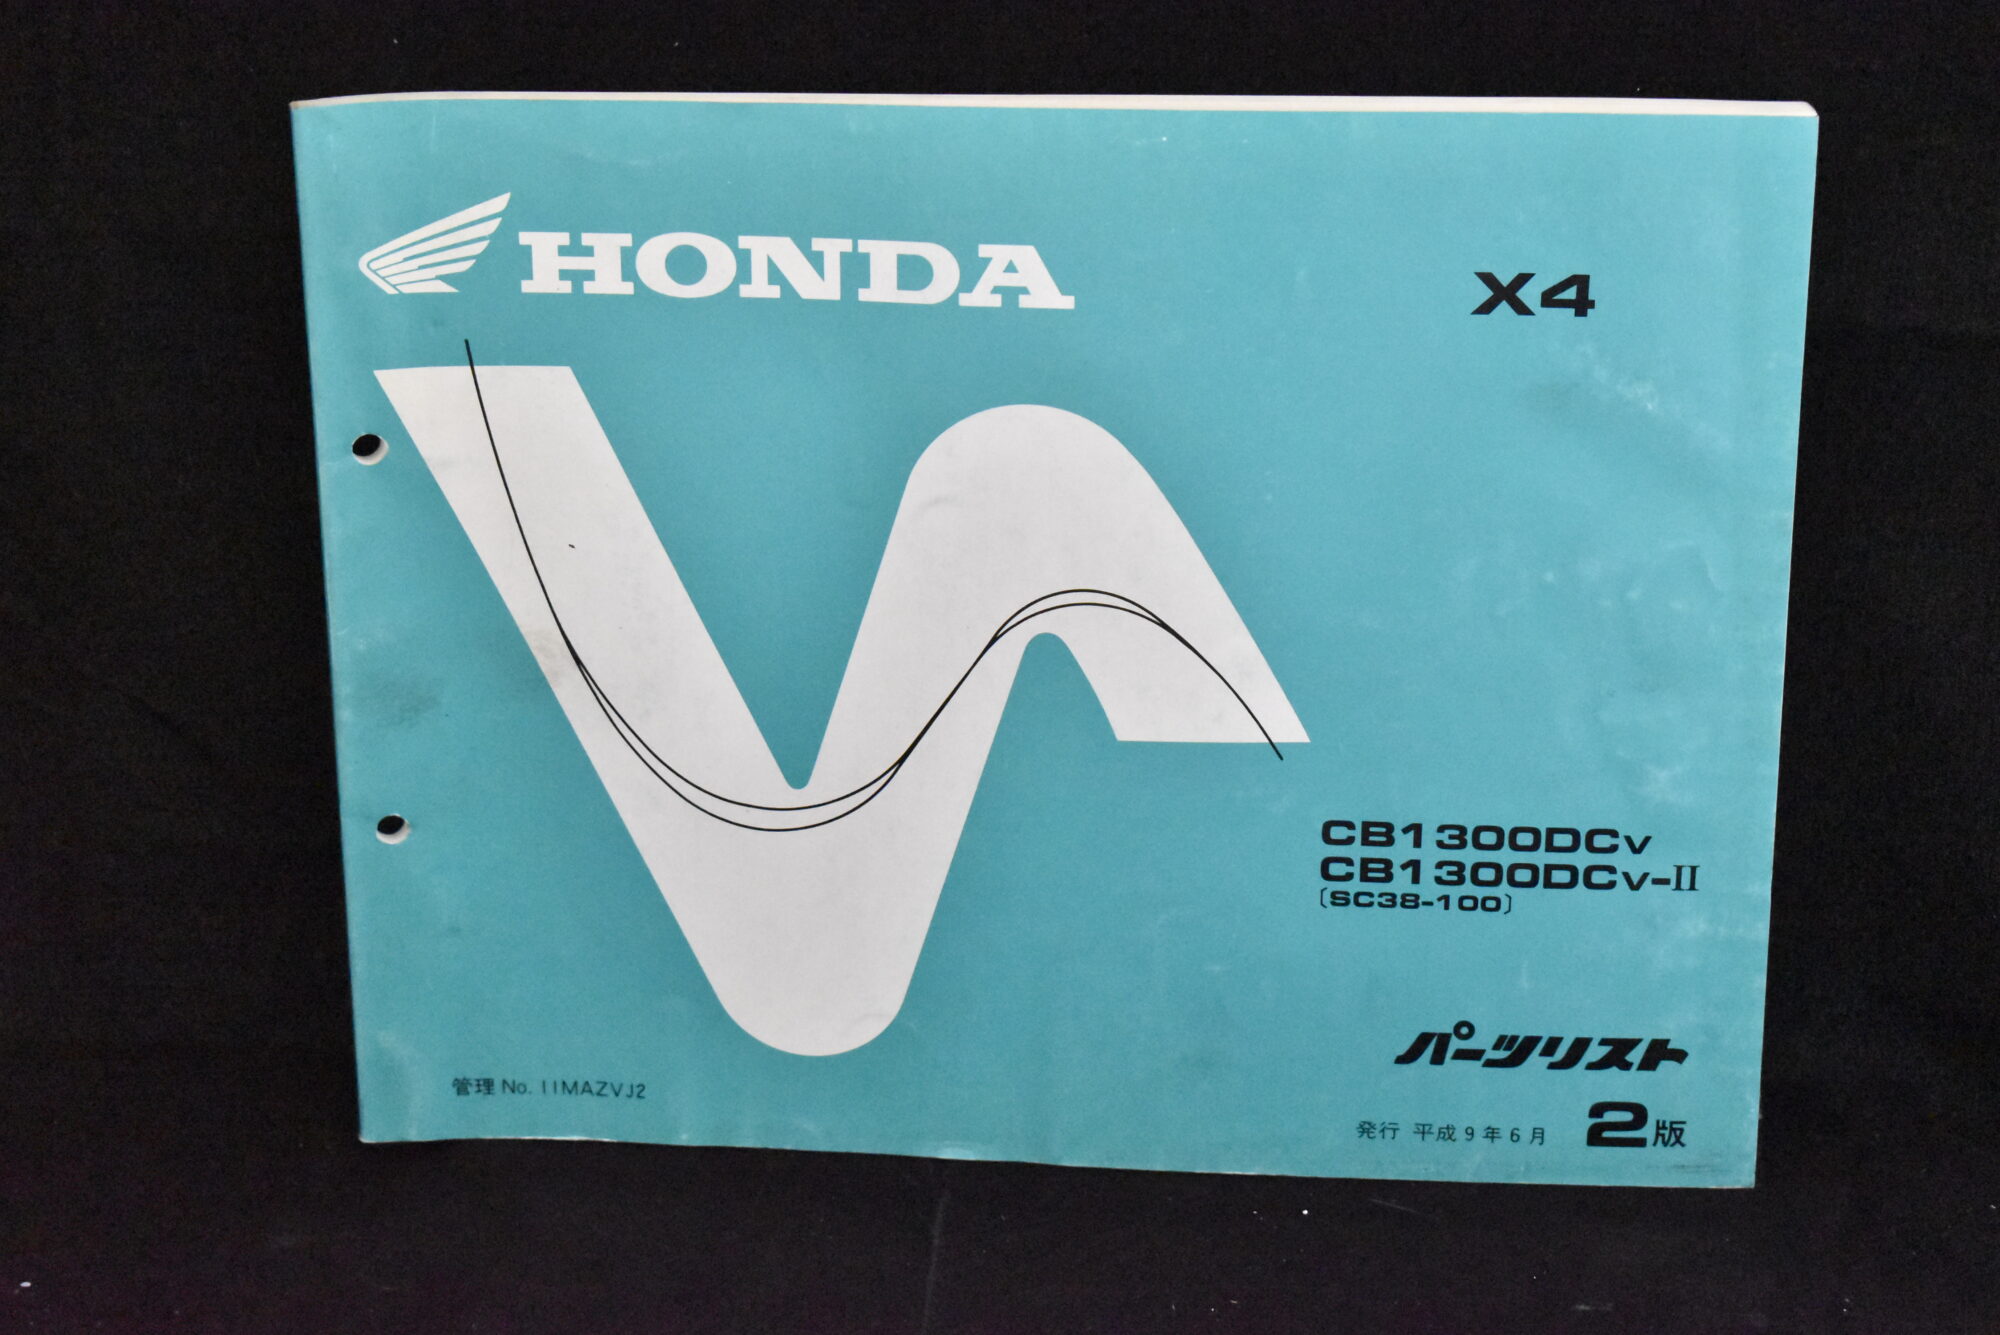 HONDA
X4
CB1300DCV
CB1300DCV-II
〔SC38-100〕
パーツリスト
管理 No. 11MAZVJ2
発行 平成9年6月 2版